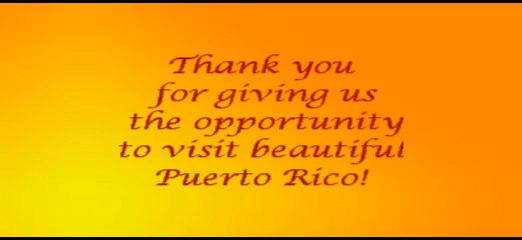 Thank you
for giving us
the opportunity
to visit beautiful
Puerto Rico!